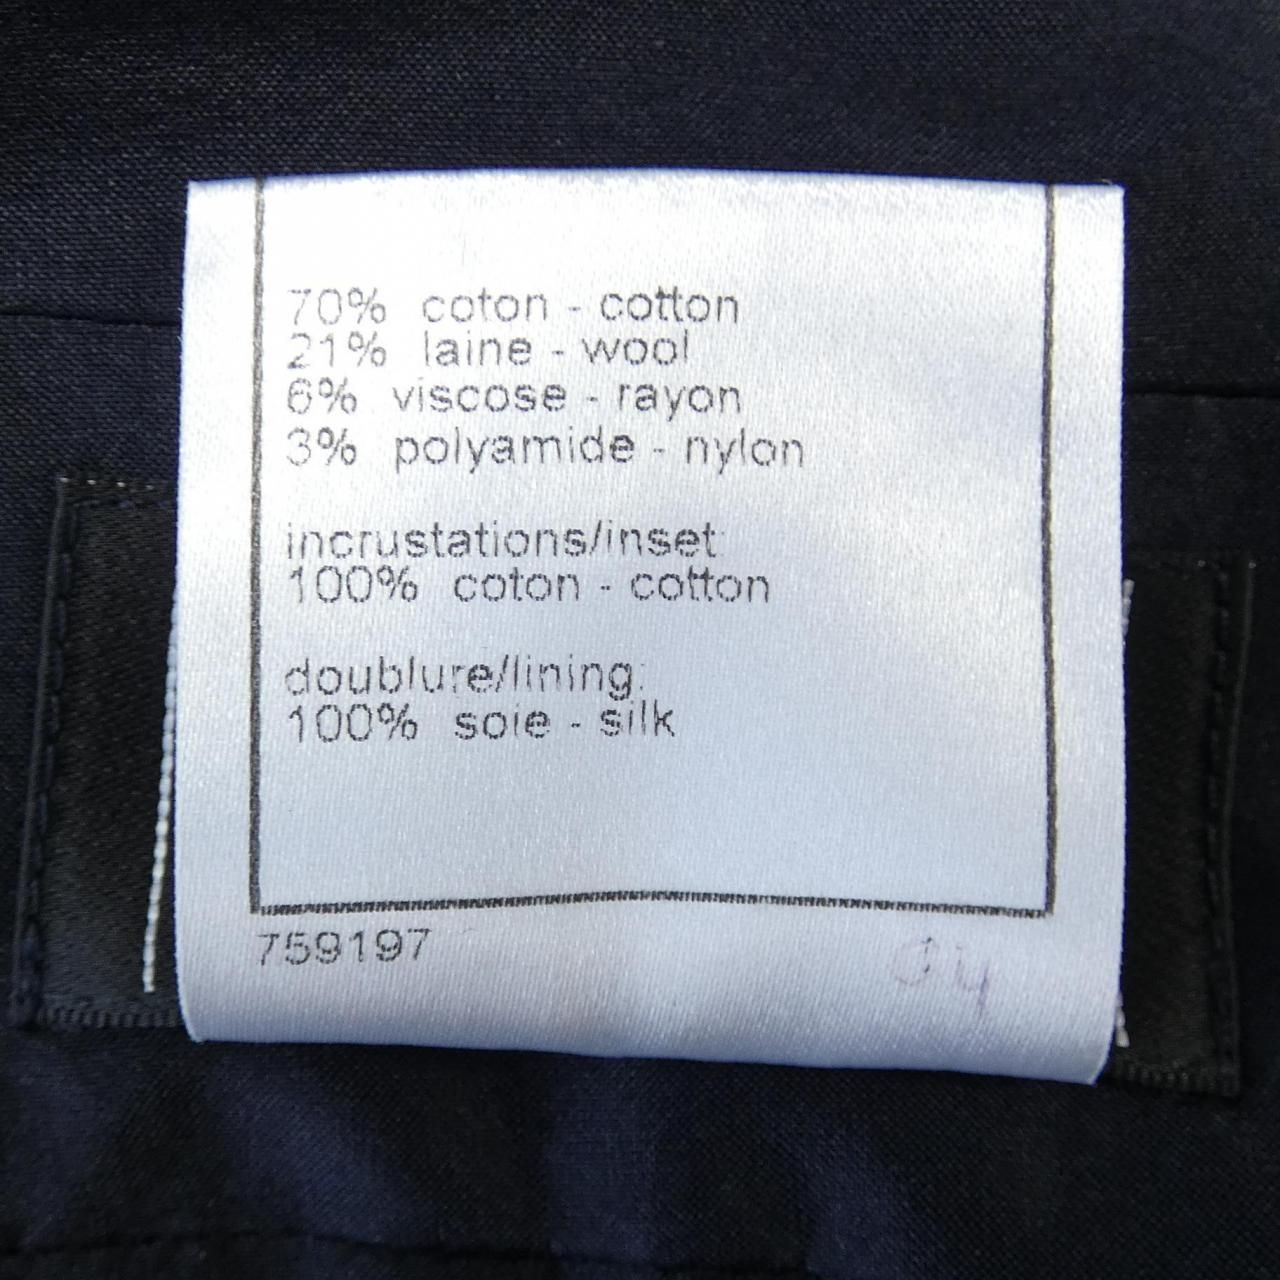 70% coton - cotton
21% laine - wool
6% viscose - rayon
3% polyamide - nylon
incrustations/inset:
100% coton - cotton
doublure/lining:
100% soie - silk
759197